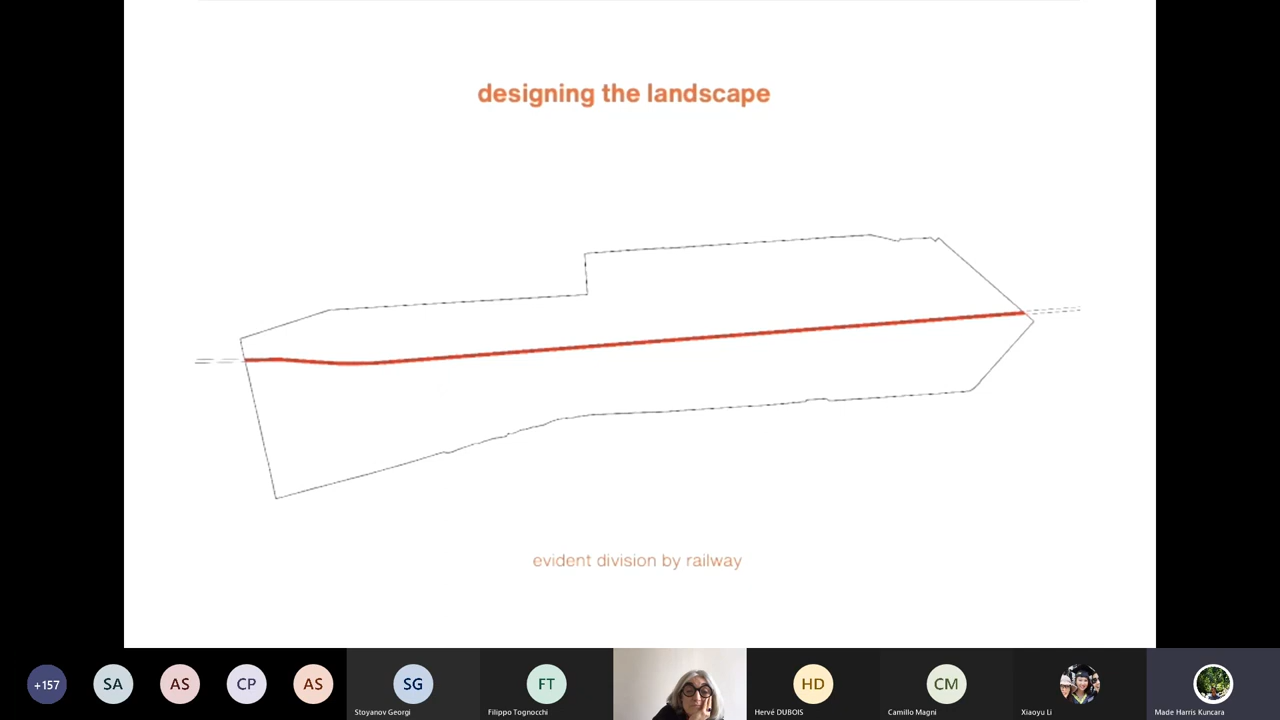 designing the landscape
evident division by railway
+157
SA
AS
CP
AS
SG
FT
HD
CM
Stoyanov Georgi
Filippo Tognocchi
Hervé DUBOIS
Camillo Magni
Xiaoyu Li
Made Harris Kuncara